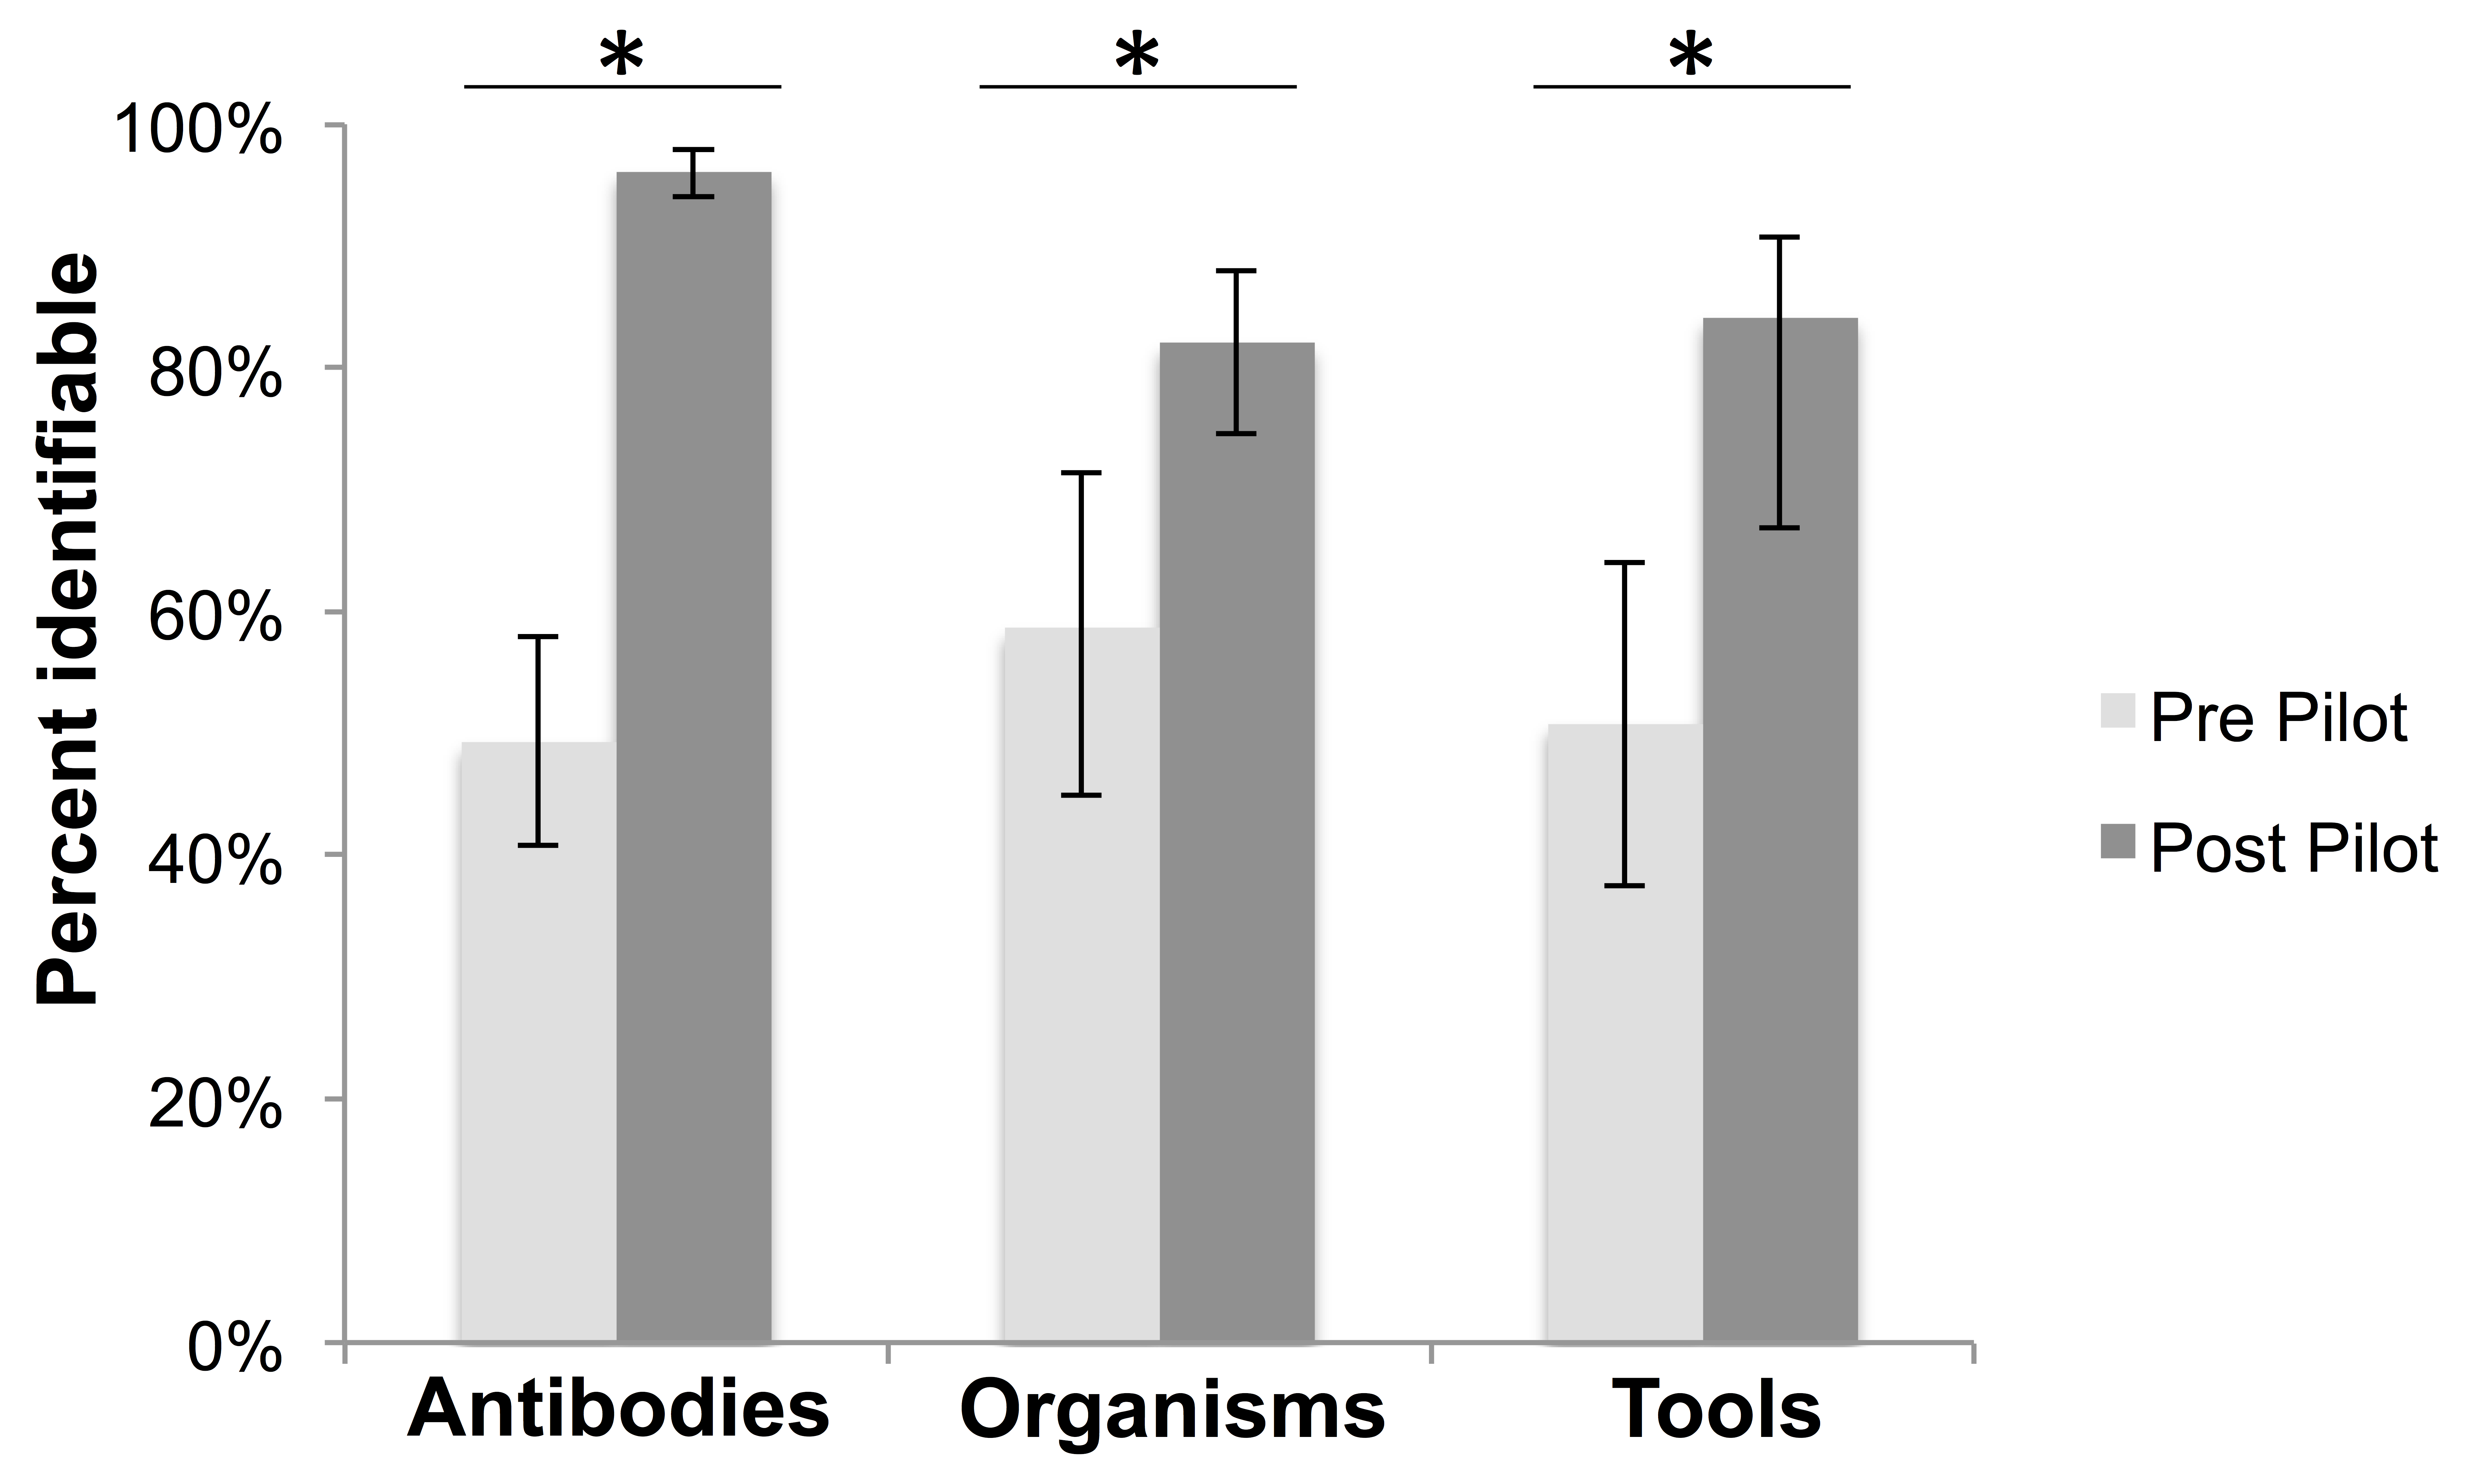 * * *
100%
80%
60%
40%
20%
0%
Percent identifiable
Antibodies Organisms Tools
Pre Pilot
Post Pilot